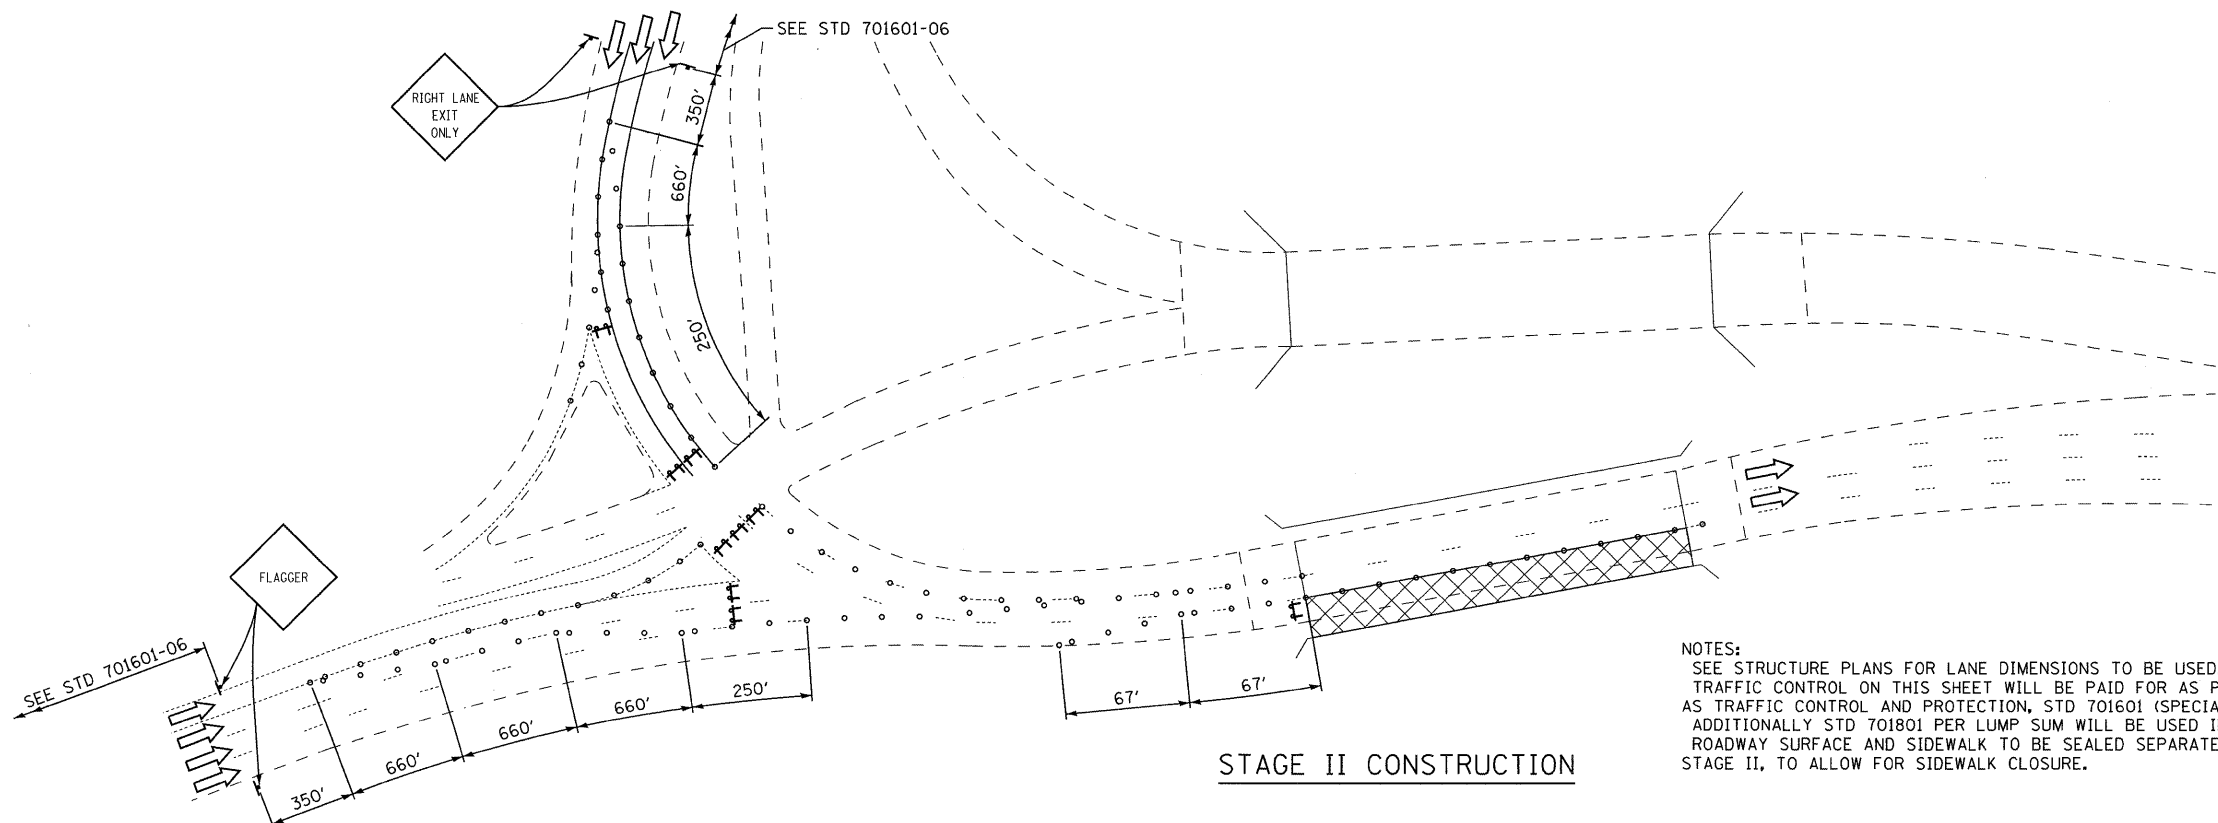 SEE STD 701601-06
RIGHT LANE
EXIT
ONLY
350'
660'
250'
FLAGGER
SEE STD 701601-06
350'
660'
660'
660'
250'
67'
67'
STAGE II CONSTRUCTION
NOTES:
SEE STRUCTURE PLANS FOR LANE DIMENSIONS TO BE USED
TRAFFIC CONTROL ON THIS SHEET WILL BE PAID FOR AS
AS TRAFFIC CONTROL AND PROTECTION, STD 701601
ADDITIONALLY STD 701801 PER LUMP SUM WILL BE USED
ROADWAY SURFACE AND SIDEWALK TO BE SEALED
STAGE II, TO ALLOW FOR SIDEWALK CLOSURE.